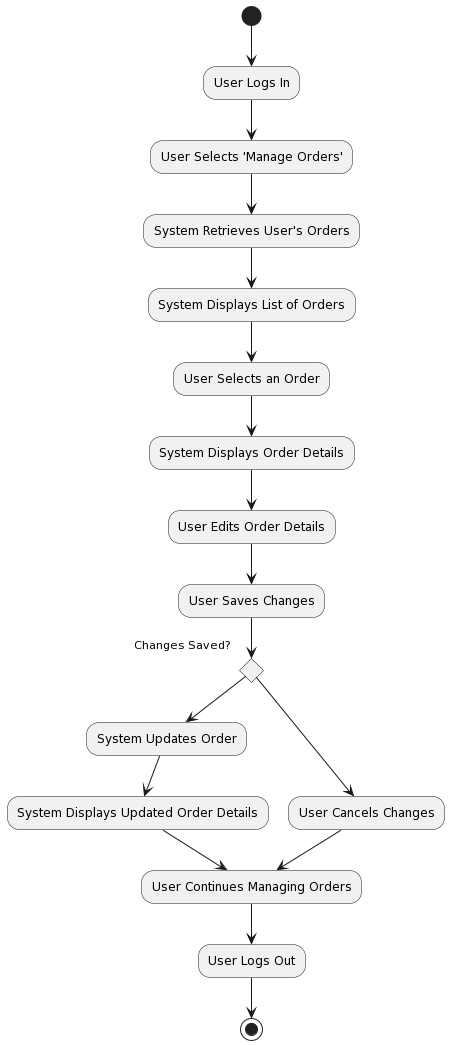 User Logs In
User Selects 'Manage Orders'
System Retrieves User's Orders
System Displays List of Orders
User Selects an Order
System Displays Order Details
User Edits Order Details
User Saves Changes
Changes Saved?
System Updates Order
System Displays Updated Order Details
User Cancels Changes
User Continues Managing Orders
User Logs Out